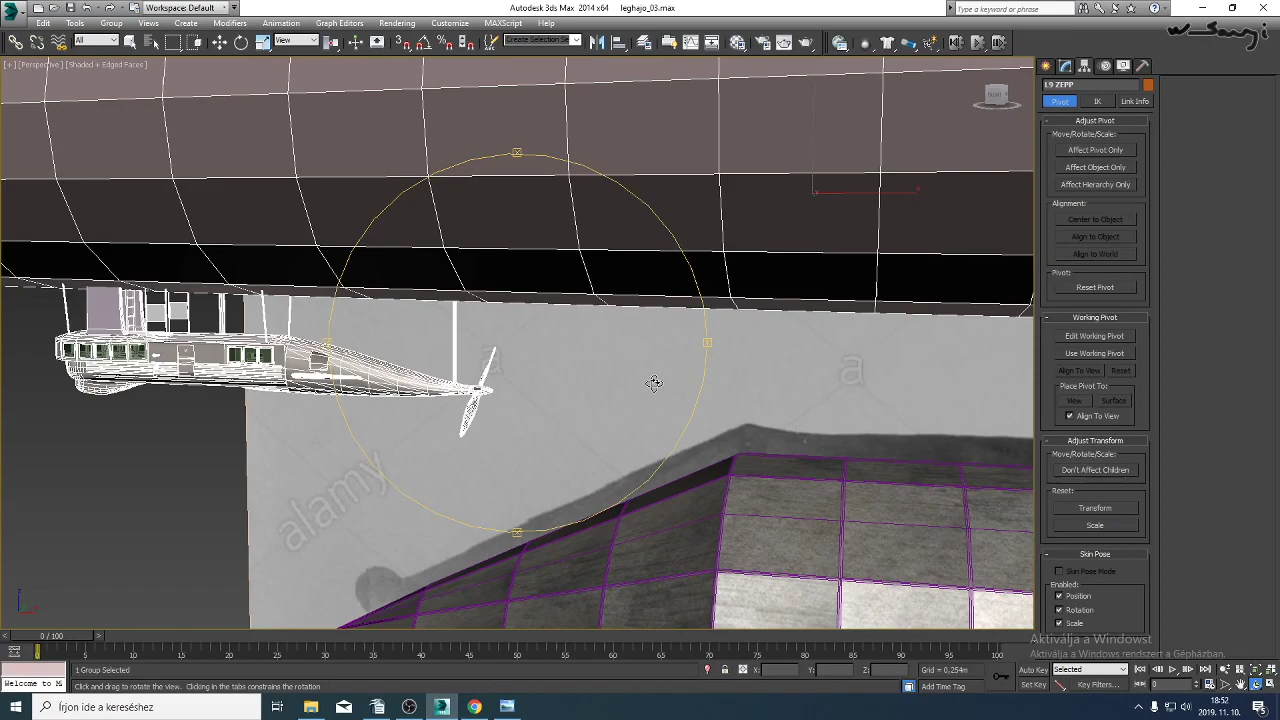 Workspace: Default
Autodesk 3ds Max 2014 x64 leghajo_03.max
Type a keyword or phrase
Edit Tools Group Views Create Modifiers Animation Graph Editors Rendering Customize MAXScript Help
All
View
[+] [Perspective] [Shaded + Edged Faces]
L9 ZEPP
Pivot IK Link Info
Adjust Pivot
Move/Rotate/Scale:
Affect Pivot Only
Affect Object Only
Affect Hierarchy Only
Alignment:
Center to Object
Align to Object
Align to World
Pivot:
Reset Pivot
Working Pivot
Edit Working Pivot
Use Working Pivot
Align To View Reset
Place Pivot To:
View Surface
Align To View
Adjust Transform
Move/Rotate/Scale:
Don't Affect Children
Reset:
Transform
Scale
Skin Pose
Skin Pose Mode
Enabled:
Position
Rotation
Scale
a a
alamy
Aktiválja a Windowst
Aktiválja a Windows rendszert a Gépházban.
0 / 100
0 5 10 15 20 25 30 35 40 45 50 55 60 65 70 75 80 85 90 95 100
1 Group Selected
X: Y: Z: Grid = 0,254m
Auto Key Selected
Welcome to M
Click and drag to rotate the view. Clicking in the tabs constrains the rotation
Add Time Tag
Set Key Key Filters... 0
Írjon ide a kereséshez
18:52
2019. 11. 10.